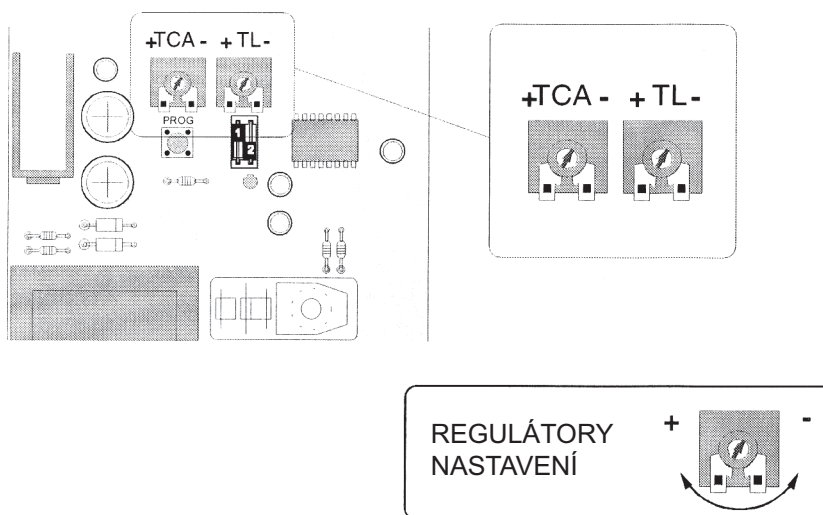 +TCA - + TL -
PROG
1
2
+TCA - + TL -
REGULÁTORY
NASTAVENÍ
+ -